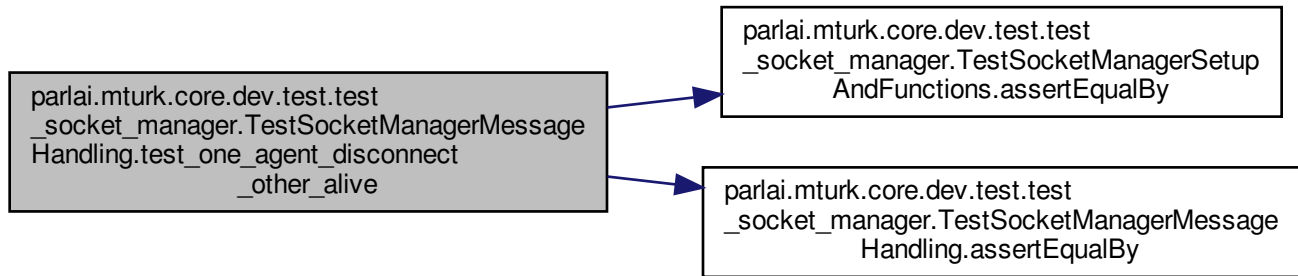 parlai.mturk.core.dev.test.test
_socket_manager.TestSocketManagerMessage
Handling.test_one_agent_disconnect
_other_alive
parlai.mturk.core.dev.test.test
_socket_manager.TestSocketManagerSetup
AndFunctions.assertEqualBy
parlai.mturk.core.dev.test.test
_socket_manager.TestSocketManagerMessage
Handling.assertEqualBy